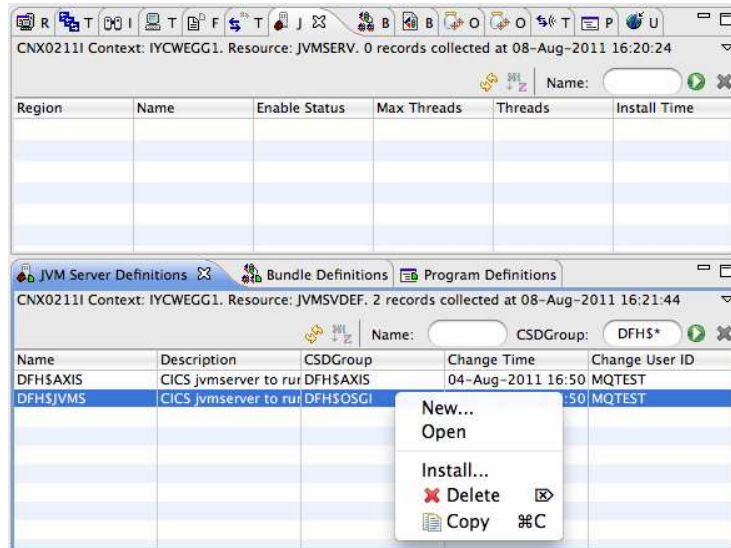 R T I T F T J B B O O T P U
CNX0211I Context: IYCWEGG1. Resource: JVMSERV. 0 records collected at 08-Aug-2011 16:20:24
Name:
Region Name Enable Status Max Threads Threads Install Time
JVM Server Definitions Bundle Definitions Program Definitions
CNX0211I Context: IYCWEGG1. Resource: JVMSVDEF. 2 records collected at 08-Aug-2011 16:21:44
Name: CSDGroup: DFH$*
Name Description CSDGroup Change Time Change User ID
DFH$AXIS CICS jvmserver to rur DFH$AXIS 04-Aug-2011 16:50 MQTEST
DFH$JVMS CICS jvmserver to rur DFH$OSGI :50 MQTEST
New...
Open
Install...
Delete
Copy ⌘C